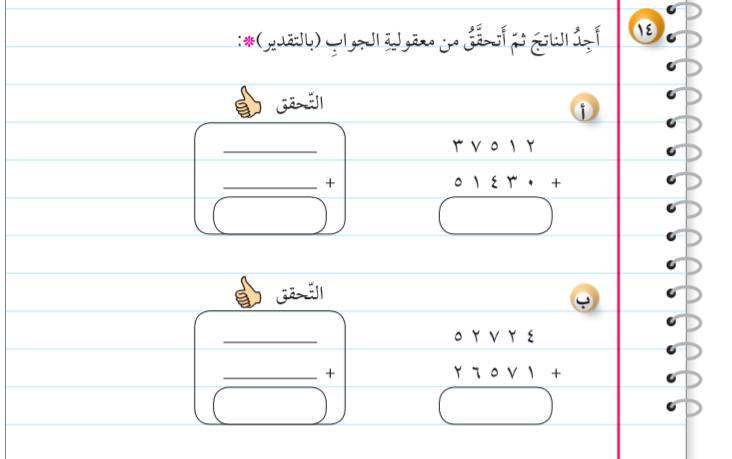 ١٤ أَجِدُ الناتجَ ثمّ أَتحقَّقُ من معقوليةِ الجوابِ (بالتقدير)*:
أ
التّحقق
٣٧٥١٢
+ ٥١٤٣٠
+
ب
التّحقق
٥٢٧٢٤
+ ٢٦٥٧١
+